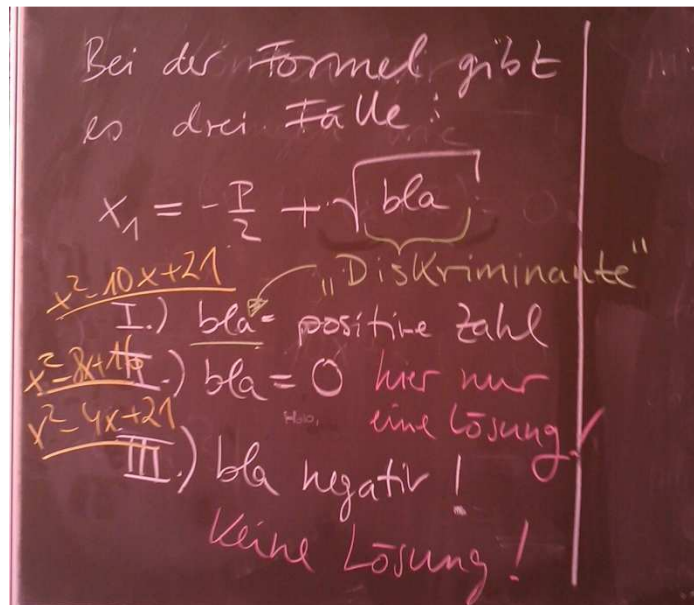 Bei der Formel gibt
es drei Fälle:
x₁ = -p/2 + √bla
x²-10x+21
"Diskriminante"
I.) bla = positive Zahl
x²-8x+16
II.) bla = 0 hier nur
eine Lösung!
x²-4x+21
III.) bla negativ!
Keine Lösung!